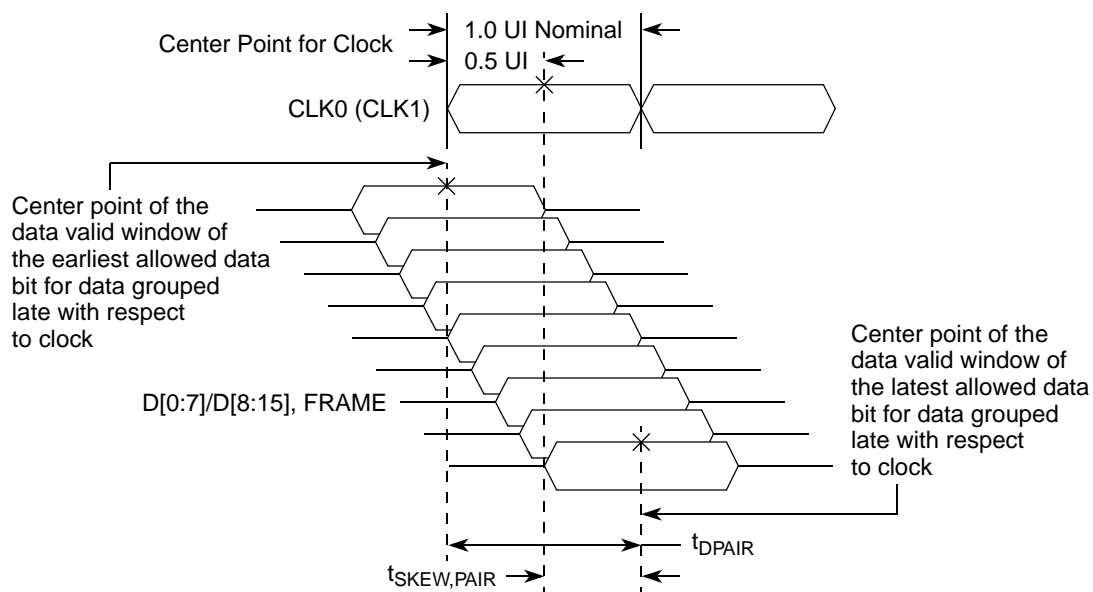 1.0 UI Nominal
Center Point for Clock
0.5 UI
CLK0 (CLK1)
Center point of the
data valid window of
the earliest allowed data
bit for data grouped
late with respect
to clock
Center point of the
data valid window of
the latest allowed data
bit for data grouped
late with respect
to clock
D[0:7]/D[8:15], FRAME
tDPAIR
tSKEW,PAIR